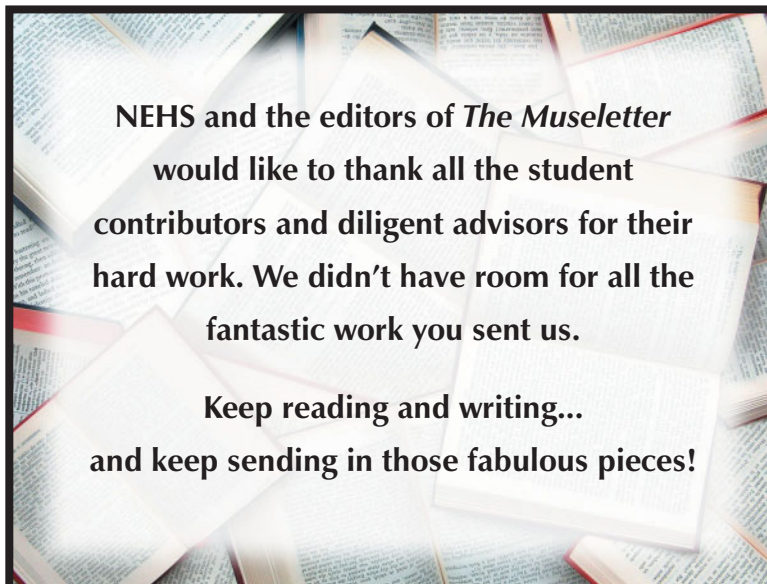 NEHS and the editors of The Museletter
would like to thank all the student
contributors and diligent advisors for their
hard work. We didn’t have room for all the
fantastic work you sent us.
Keep reading and writing...
and keep sending in those fabulous pieces!